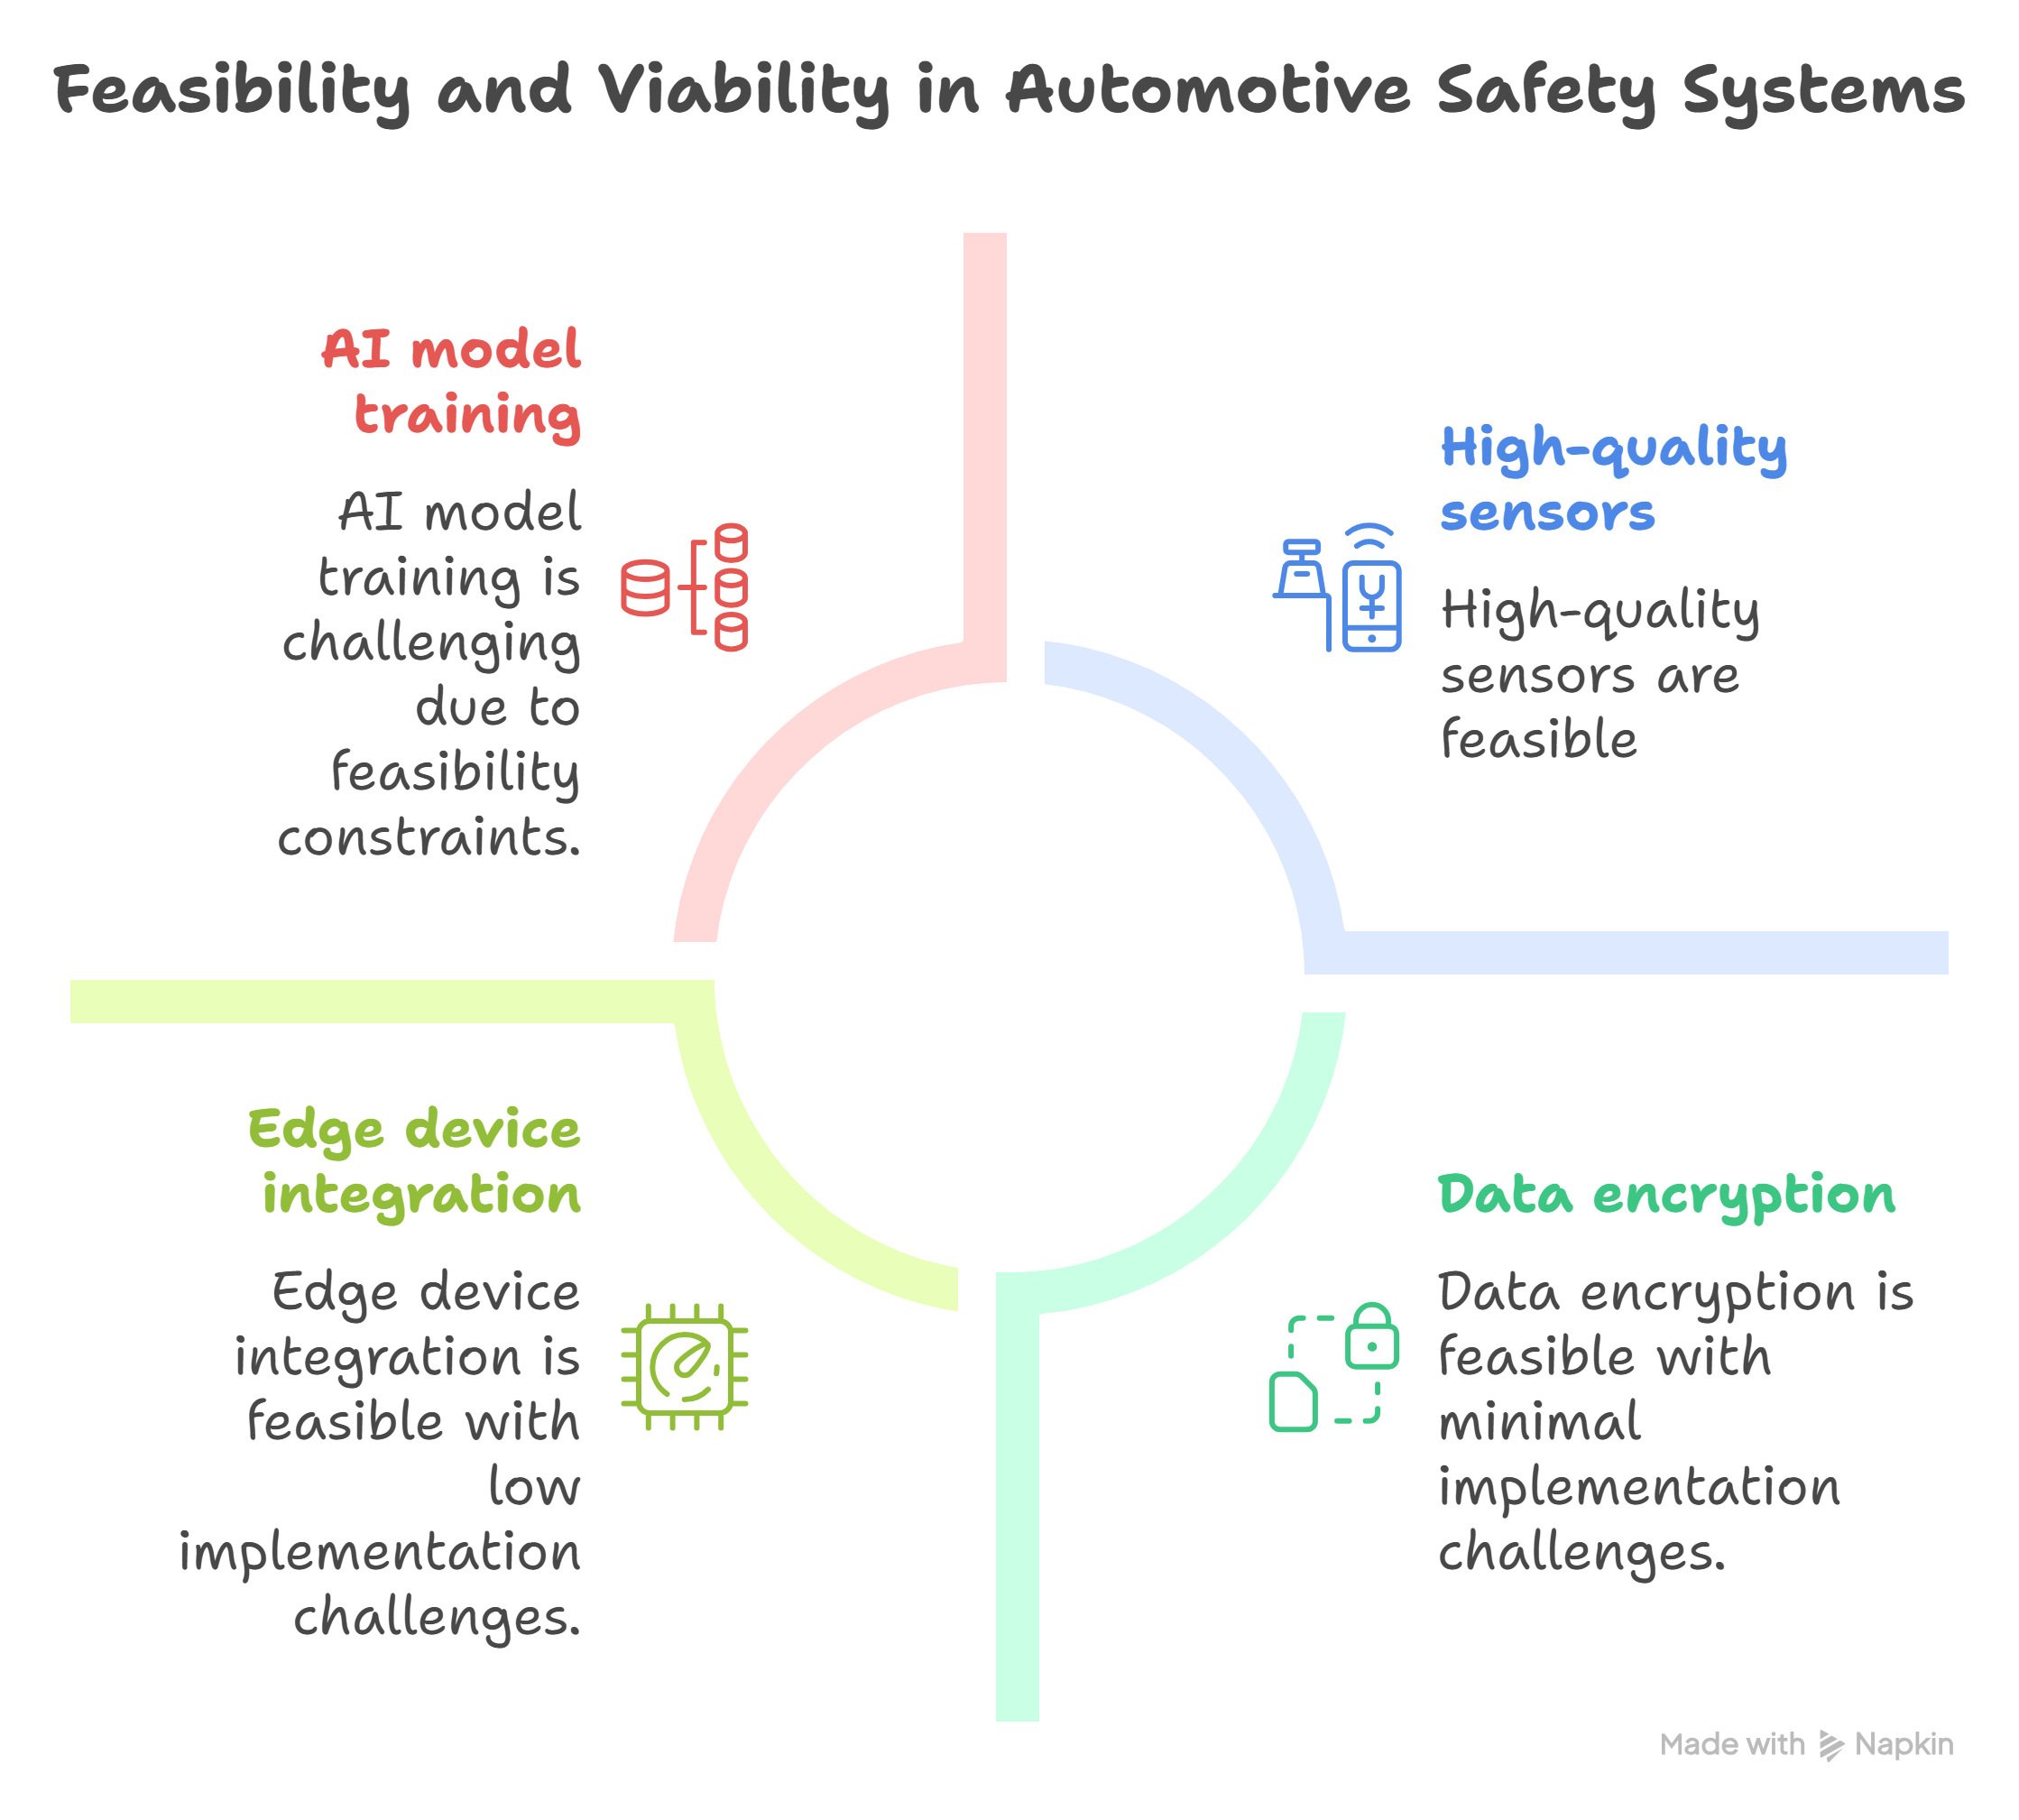 Feasibility and Viability in Automotive Safety Systems
AI model
training
AI model
training is
challenging
due to
feasibility
constraints.
High-quality
sensors
High-quality
sensors are
feasible
Edge device
integration
Edge device
integration is
feasible with
low
implementation
challenges.
Data encryption
Data encryption is
feasible with
minimal
implementation
challenges.
Made with Napkin